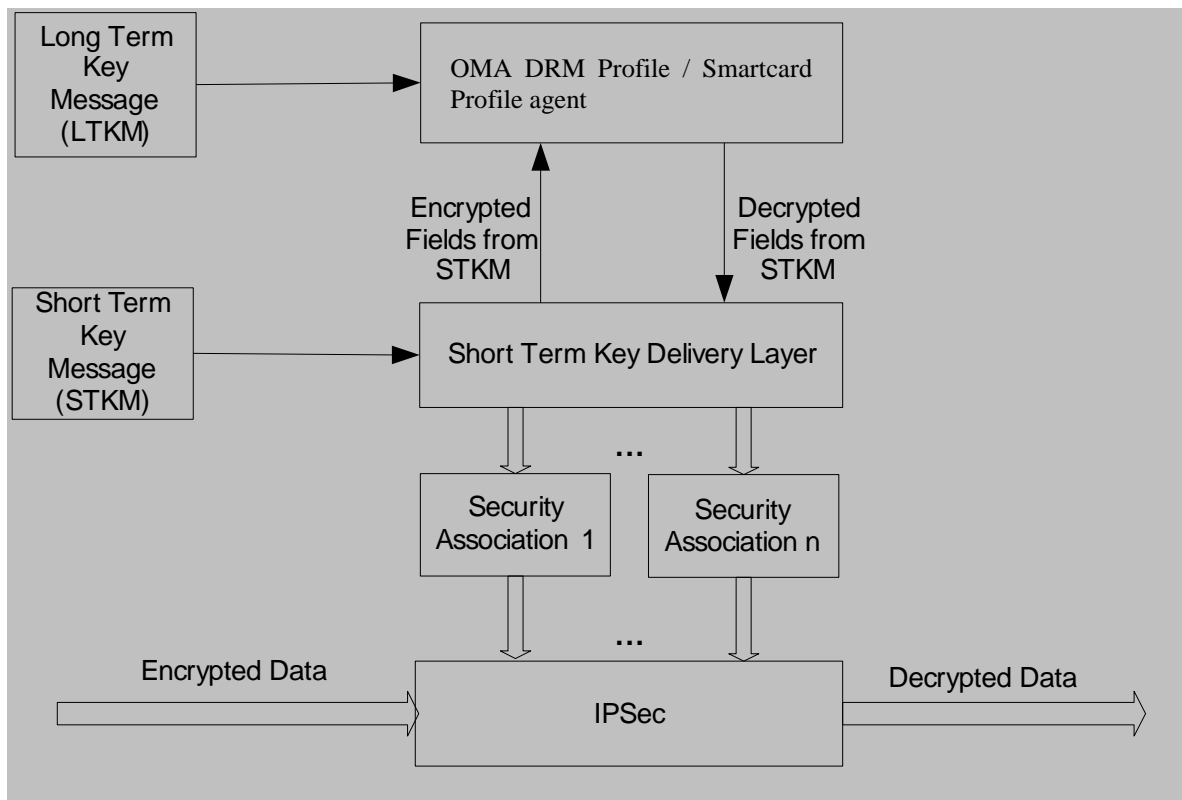 Long Term
Key
Message
(LTKM)
OMA DRM Profile / Smartcard
Profile agent
Encrypted
Fields from
STKM
Decrypted
Fields from
STKM
Short Term
Key
Message
(STKM)
Short Term Key Delivery Layer
...
Security
Association 1
Security
Association n
...
Encrypted Data
IPSec
Decrypted Data